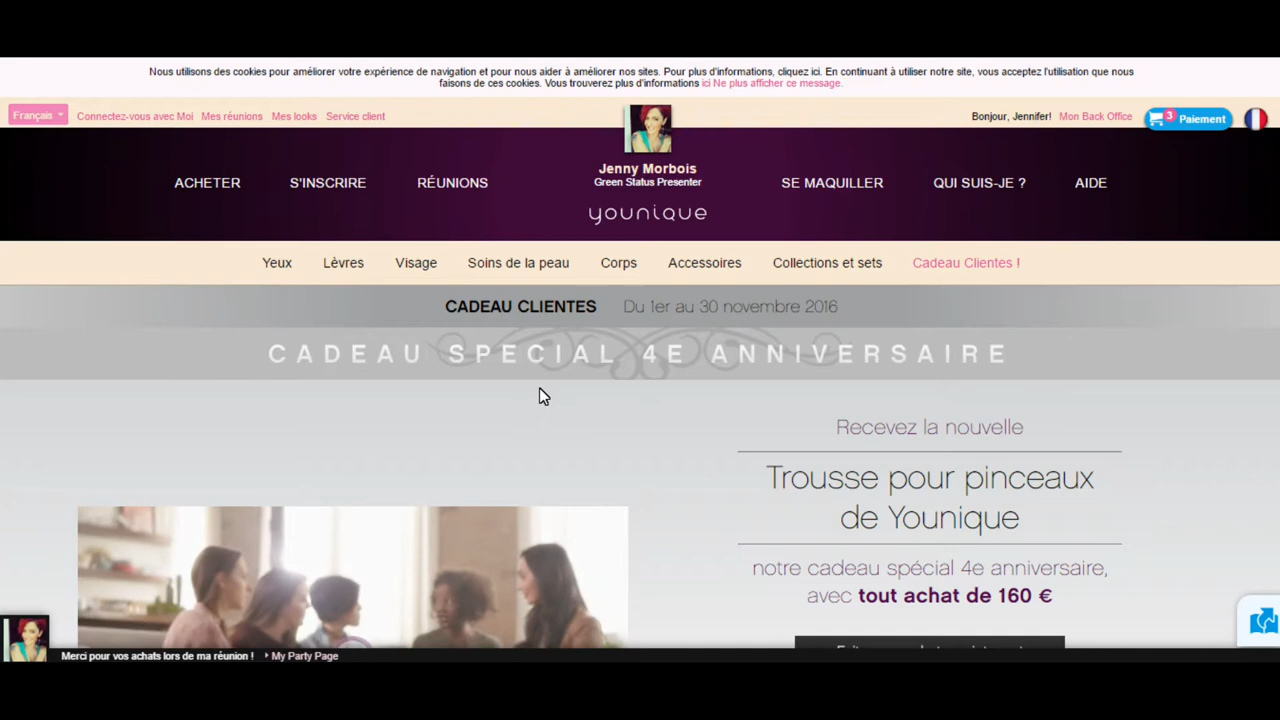 Nous utilisons des cookies pour améliorer votre expérience de navigation et pour nous aider à améliorer nos sites. Pour plus d'informations, cliquez ici. En continuant à utiliser notre site, vous acceptez l'utilisation que nous
faisons de ces cookies. Vous trouverez plus d'informations ici Ne plus afficher ce message.
Français Connectez-vous avec Moi Mes réunions Mes looks Service client Bonjour, Jennifer! Mon Back Office 3 Paiement
Jenny Morbois
Green Status Presenter
ACHETER S'INSCRIRE RÉUNIONS SE MAQUILLER QUI SUIS-JE ? AIDE
younique
Yeux Lèvres Visage Soins de la peau Corps Accessoires Collections et sets Cadeau Clientes !
CADEAU CLIENTES Du 1er au 30 novembre 2016
CADEAU SPECIAL 4E ANNIVERSAIRE
Recevez la nouvelle
Trousse pour pinceaux
de Younique
notre cadeau spécial 4e anniversaire,
avec tout achat de 160 €
Merci pour vos achats lors de ma réunion ! My Party Page